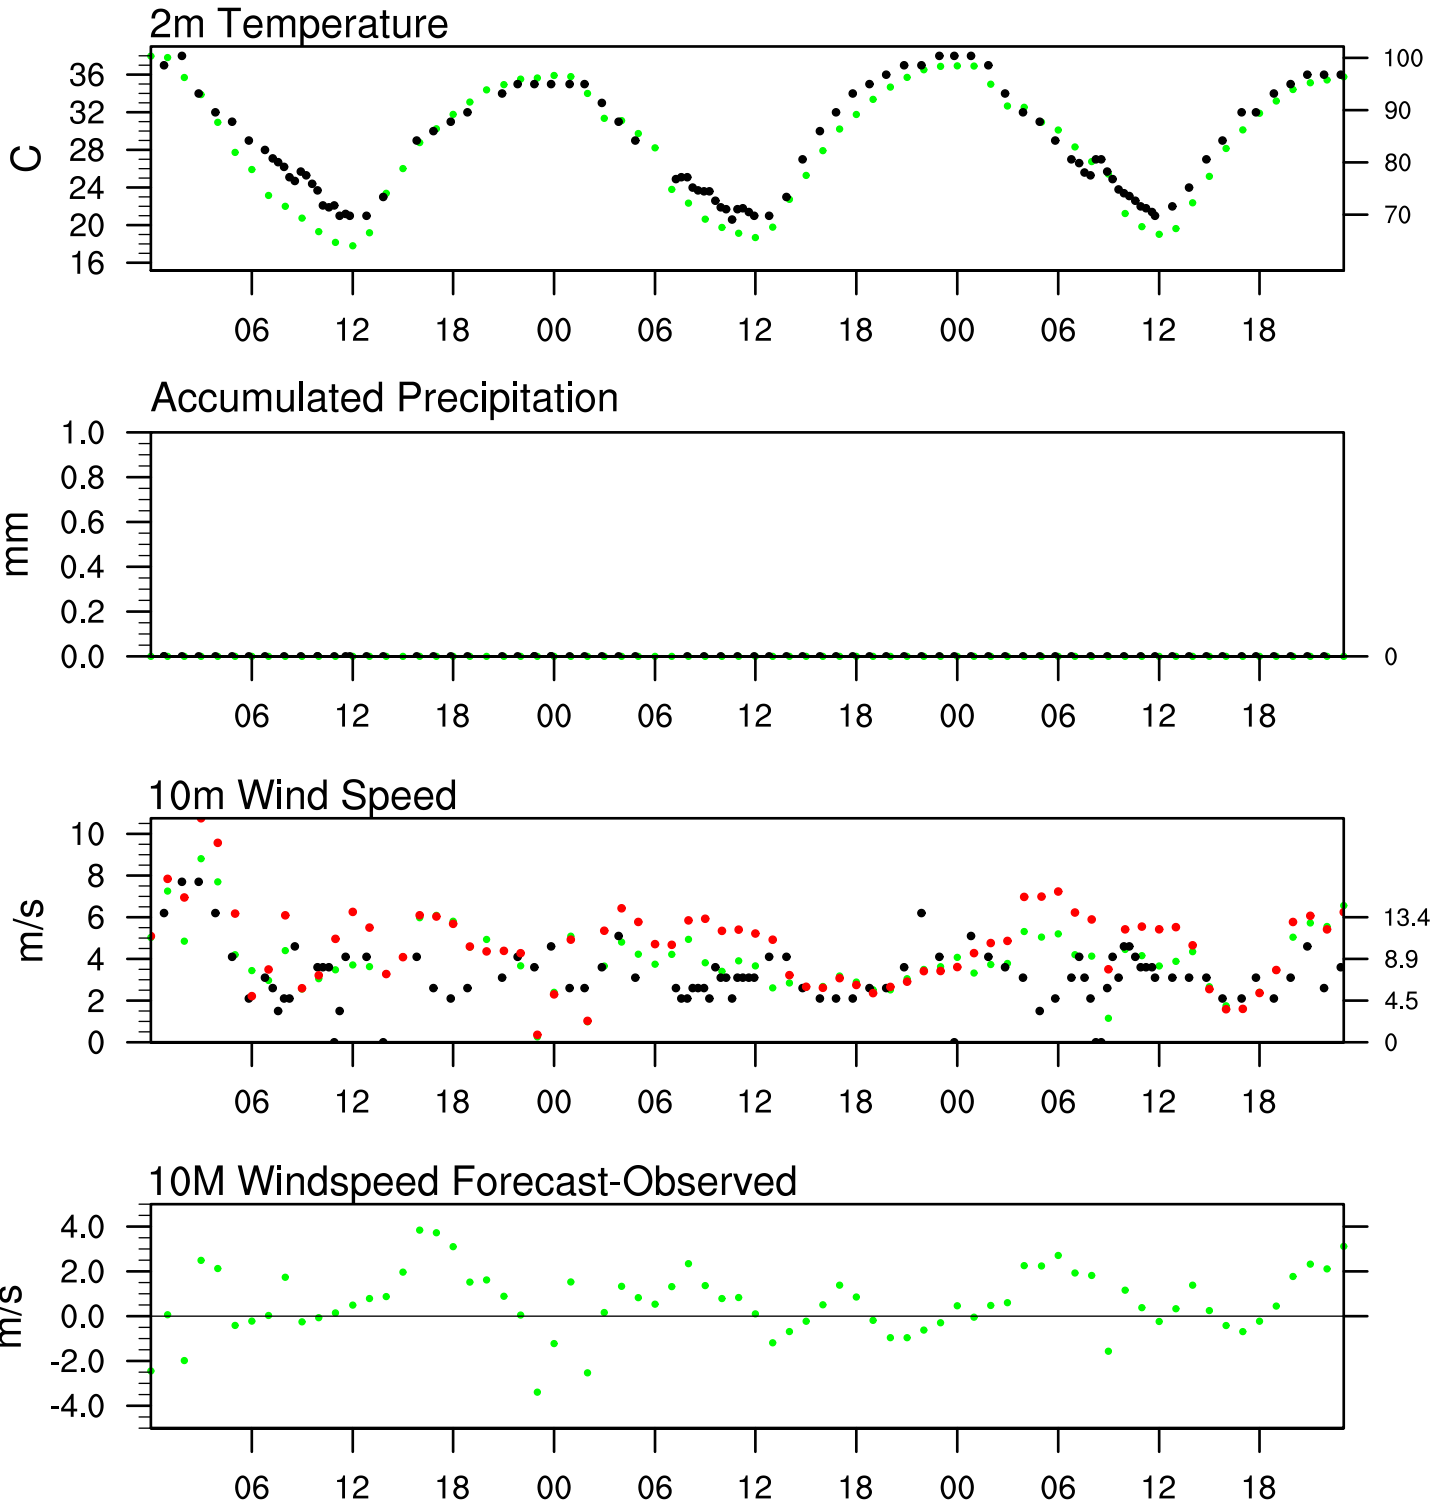 2m Temperature
C
36
32
28
24
20
16
100
90
80
70
06 12 18 00 06 12 18 00 06 12 18
Accumulated Precipitation
mm
1.0
0.8
0.6
0.4
0.2
0.0
0
06 12 18 00 06 12 18 00 06 12 18
10m Wind Speed
m/s
10
8
6
4
2
0
13.4
8.9
4.5
0
06 12 18 00 06 12 18 00 06 12 18
10M Windspeed Forecast-Observed
m/s
4.0
2.0
0.0
-2.0
-4.0
06 12 18 00 06 12 18 00 06 12 18